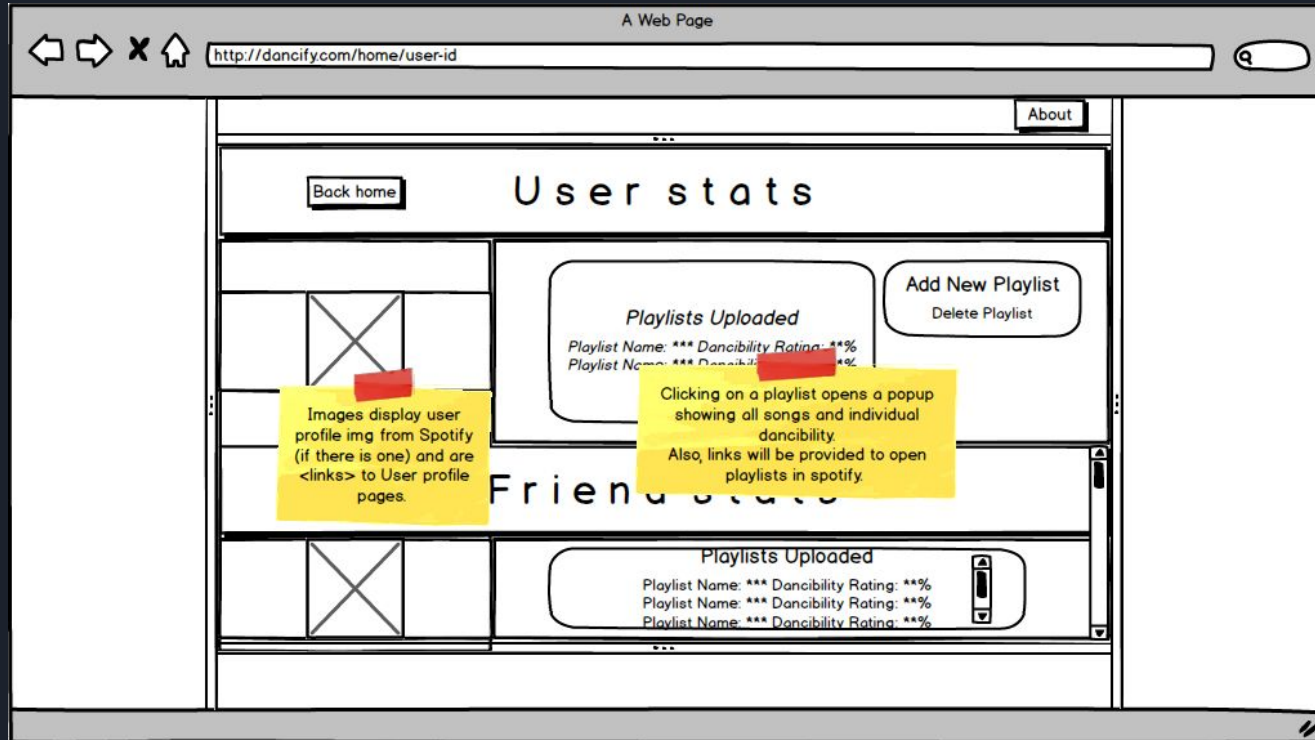 A Web Page
http://dancify.com/home/user-id
About
Back home
User stats
Playlists Uploaded
Playlist Name: *** Dancibility Rating: **%
Playlist Name: *** *%
Add New Playlist
Delete Playlist
Images display user
profile img from Spotify
(if there is one) and are
<links> to User profile
pages.
Clicking on a playlist opens a popup
showing all songs and individual
dancibility.
Also, links will be provided to open
playlists in spotify.
Friend stats
Playlists Uploaded
Playlist Name: *** Dancibility Rating: **%
Playlist Name: *** Dancibility Rating: **%
Playlist Name: *** Dancibility Rating: **%